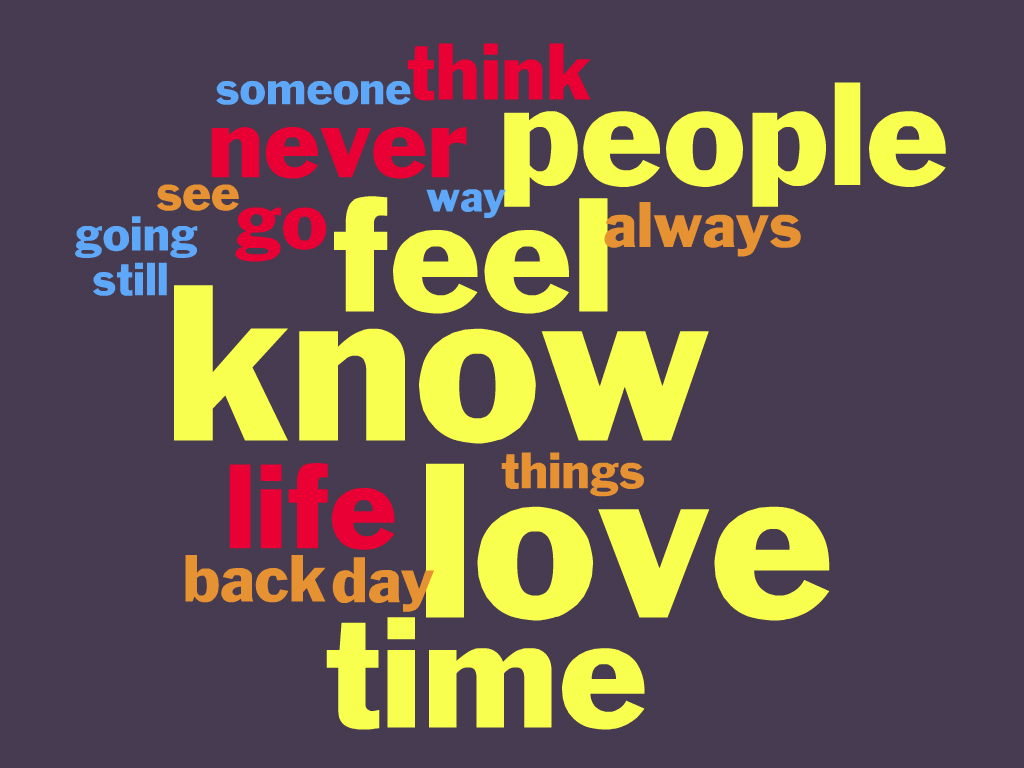 think
someone
people
never
see
way
go
feel
always
going
still
know
things
life
love
back day
time